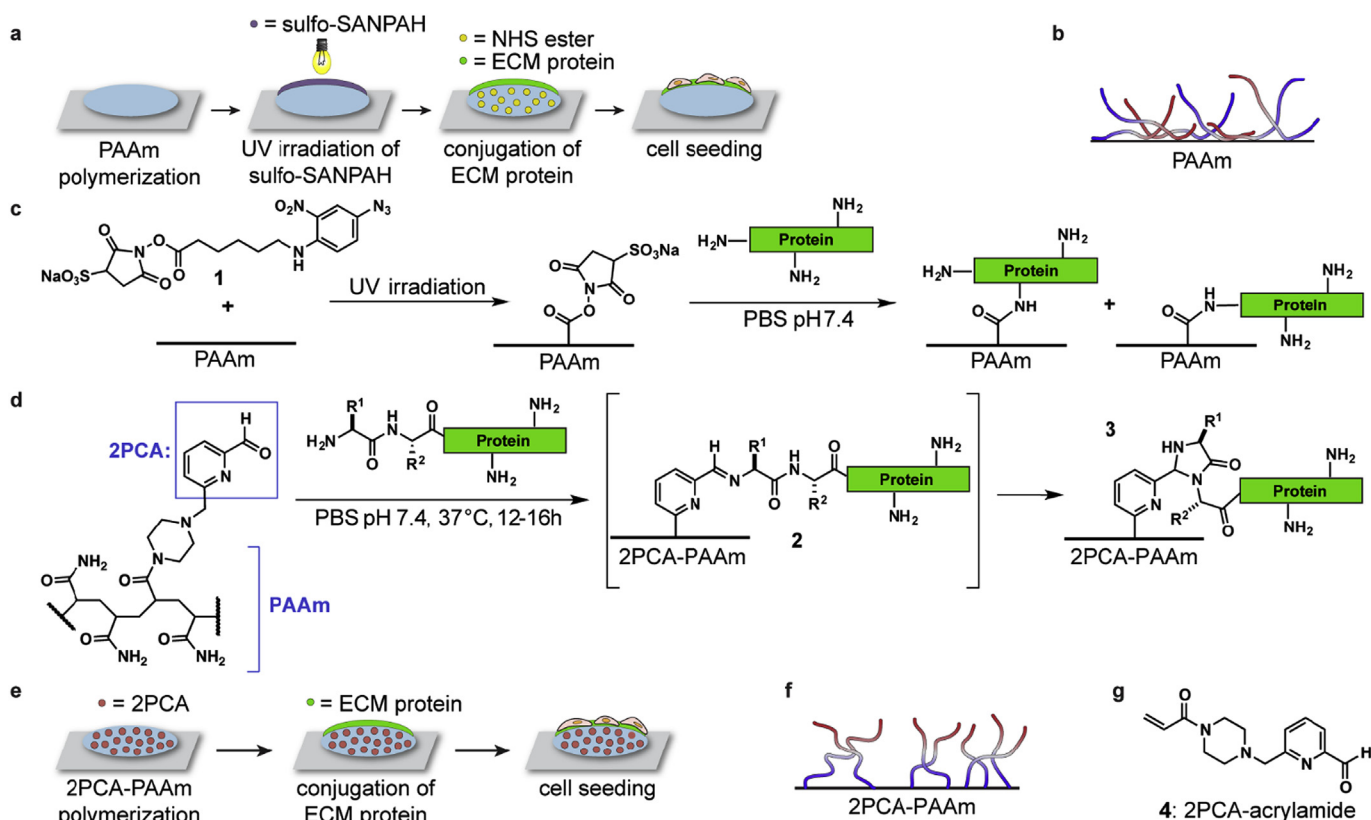 a
= sulfo-SANPAH
= NHS ester
= ECM protein
PAAm
polymerization
UV irradiation of
sulfo-SANPAH
conjugation of
ECM protein
cell seeding
b
PAAm
c
O
N
O
O
NaO3S
O
1
N
H
O2N
N3
+
PAAm
UV irradiation
O
SO3Na
N
O
O
O
PAAm
NH2
H2N
Protein
NH2
PBS pH7.4
NH2
H2N
Protein
O
NH
PAAm
+
H
O
N
NH2
Protein
NH2
PAAm
d
2PCA:
H
O
N
N
N
O
NH2
O
O
NH2
O
NH2
PAAm
R1
H2N
O
H
N
R2
O
NH2
Protein
NH2
PBS pH 7.4, 37°C, 12-16h
N
N
R1
O
H
N
R2
O
NH2
Protein
NH2
2PCA-PAAm
2
3
R1
HN
O
N
N
R2
O
NH2
Protein
NH2
2PCA-PAAm
e
= 2PCA
= ECM protein
2PCA-PAAm
polymerization
conjugation of
ECM protein
cell seeding
f
2PCA-PAAm
g
O
N
N
N
H
O
4: 2PCA-acrylamide